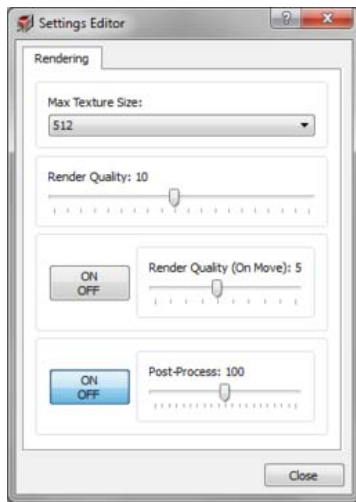 Settings Editor
Rendering
Max Texture Size:
512
Render Quality: 10
ON
OFF
Render Quality (On Move): 5
ON
OFF
Post-Process: 100
Close